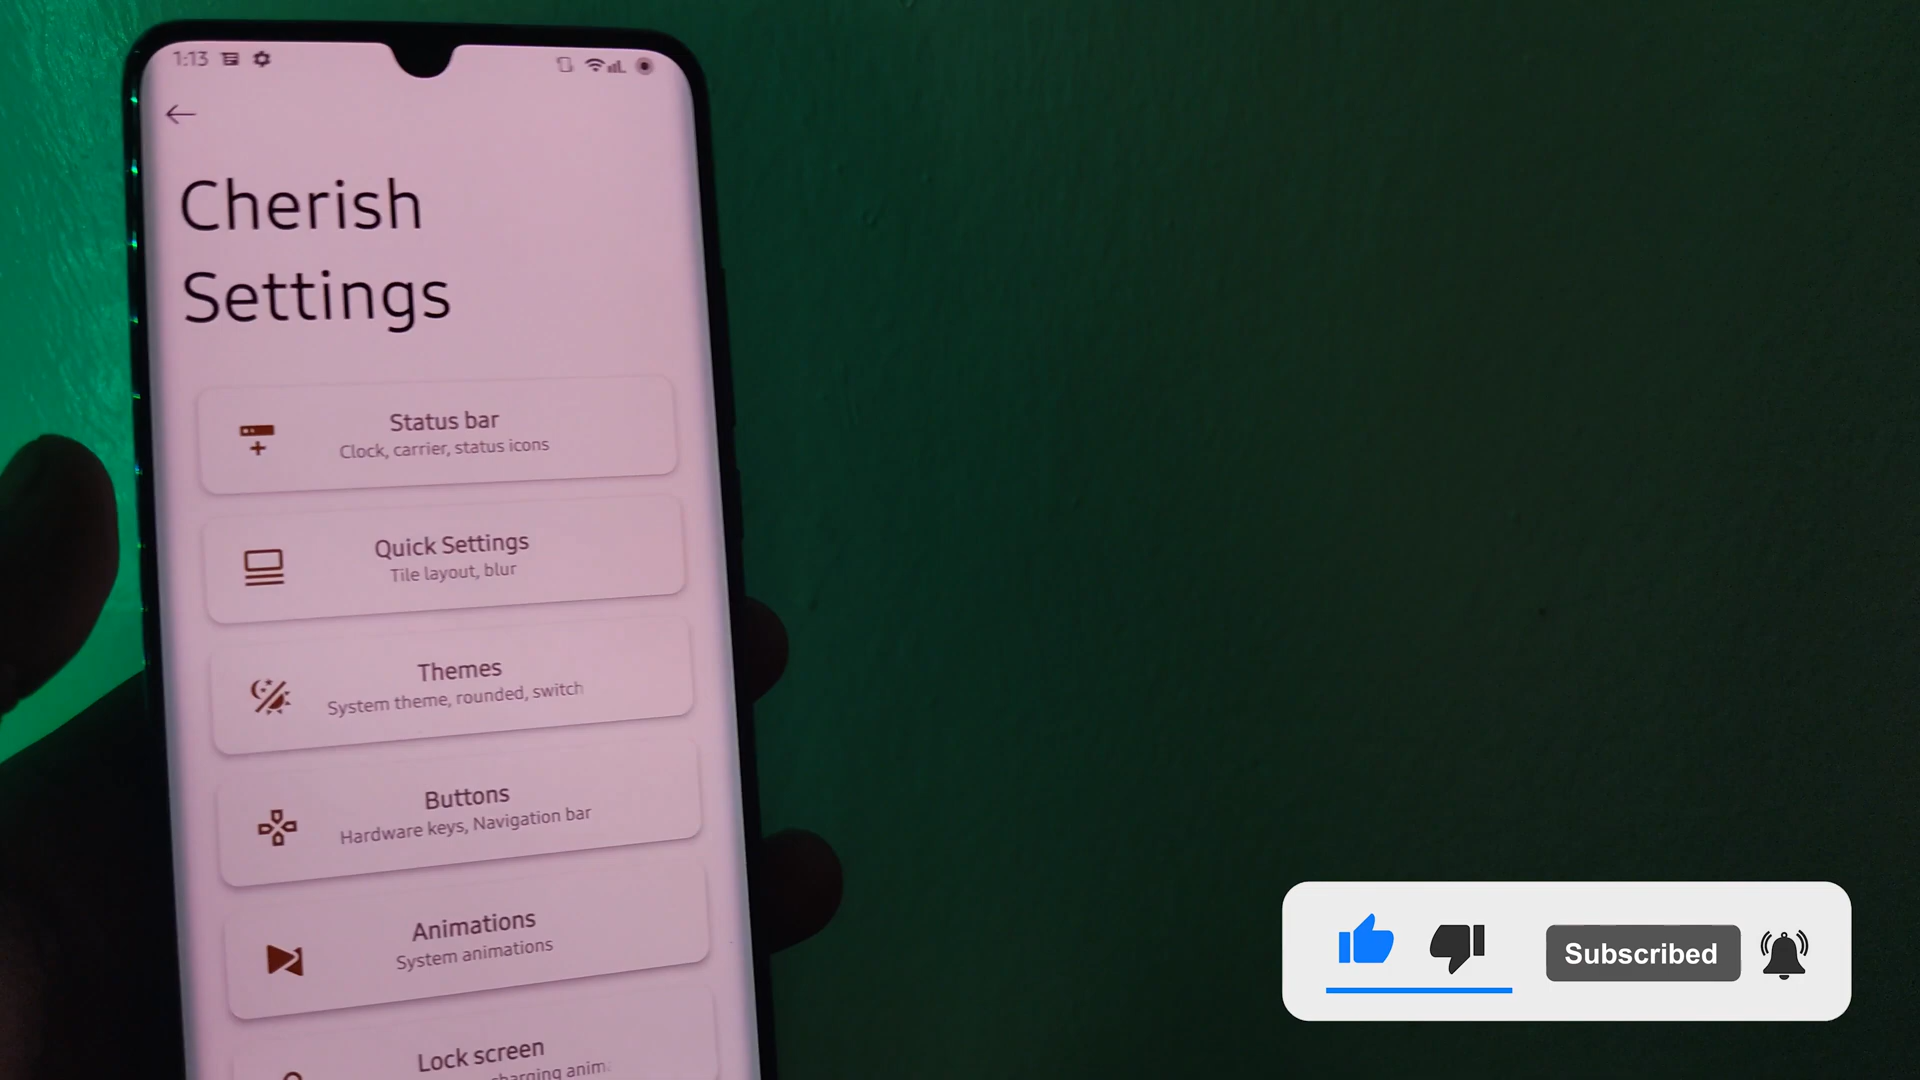 1:13
Cherish
Settings
Status bar
Clock, carrier, status icons
Quick Settings
Tile layout, blur
Themes
System theme, rounded, switch
Buttons
Hardware keys, Navigation bar
Animations
System animations
Lock screen
charging anim
Subscribed